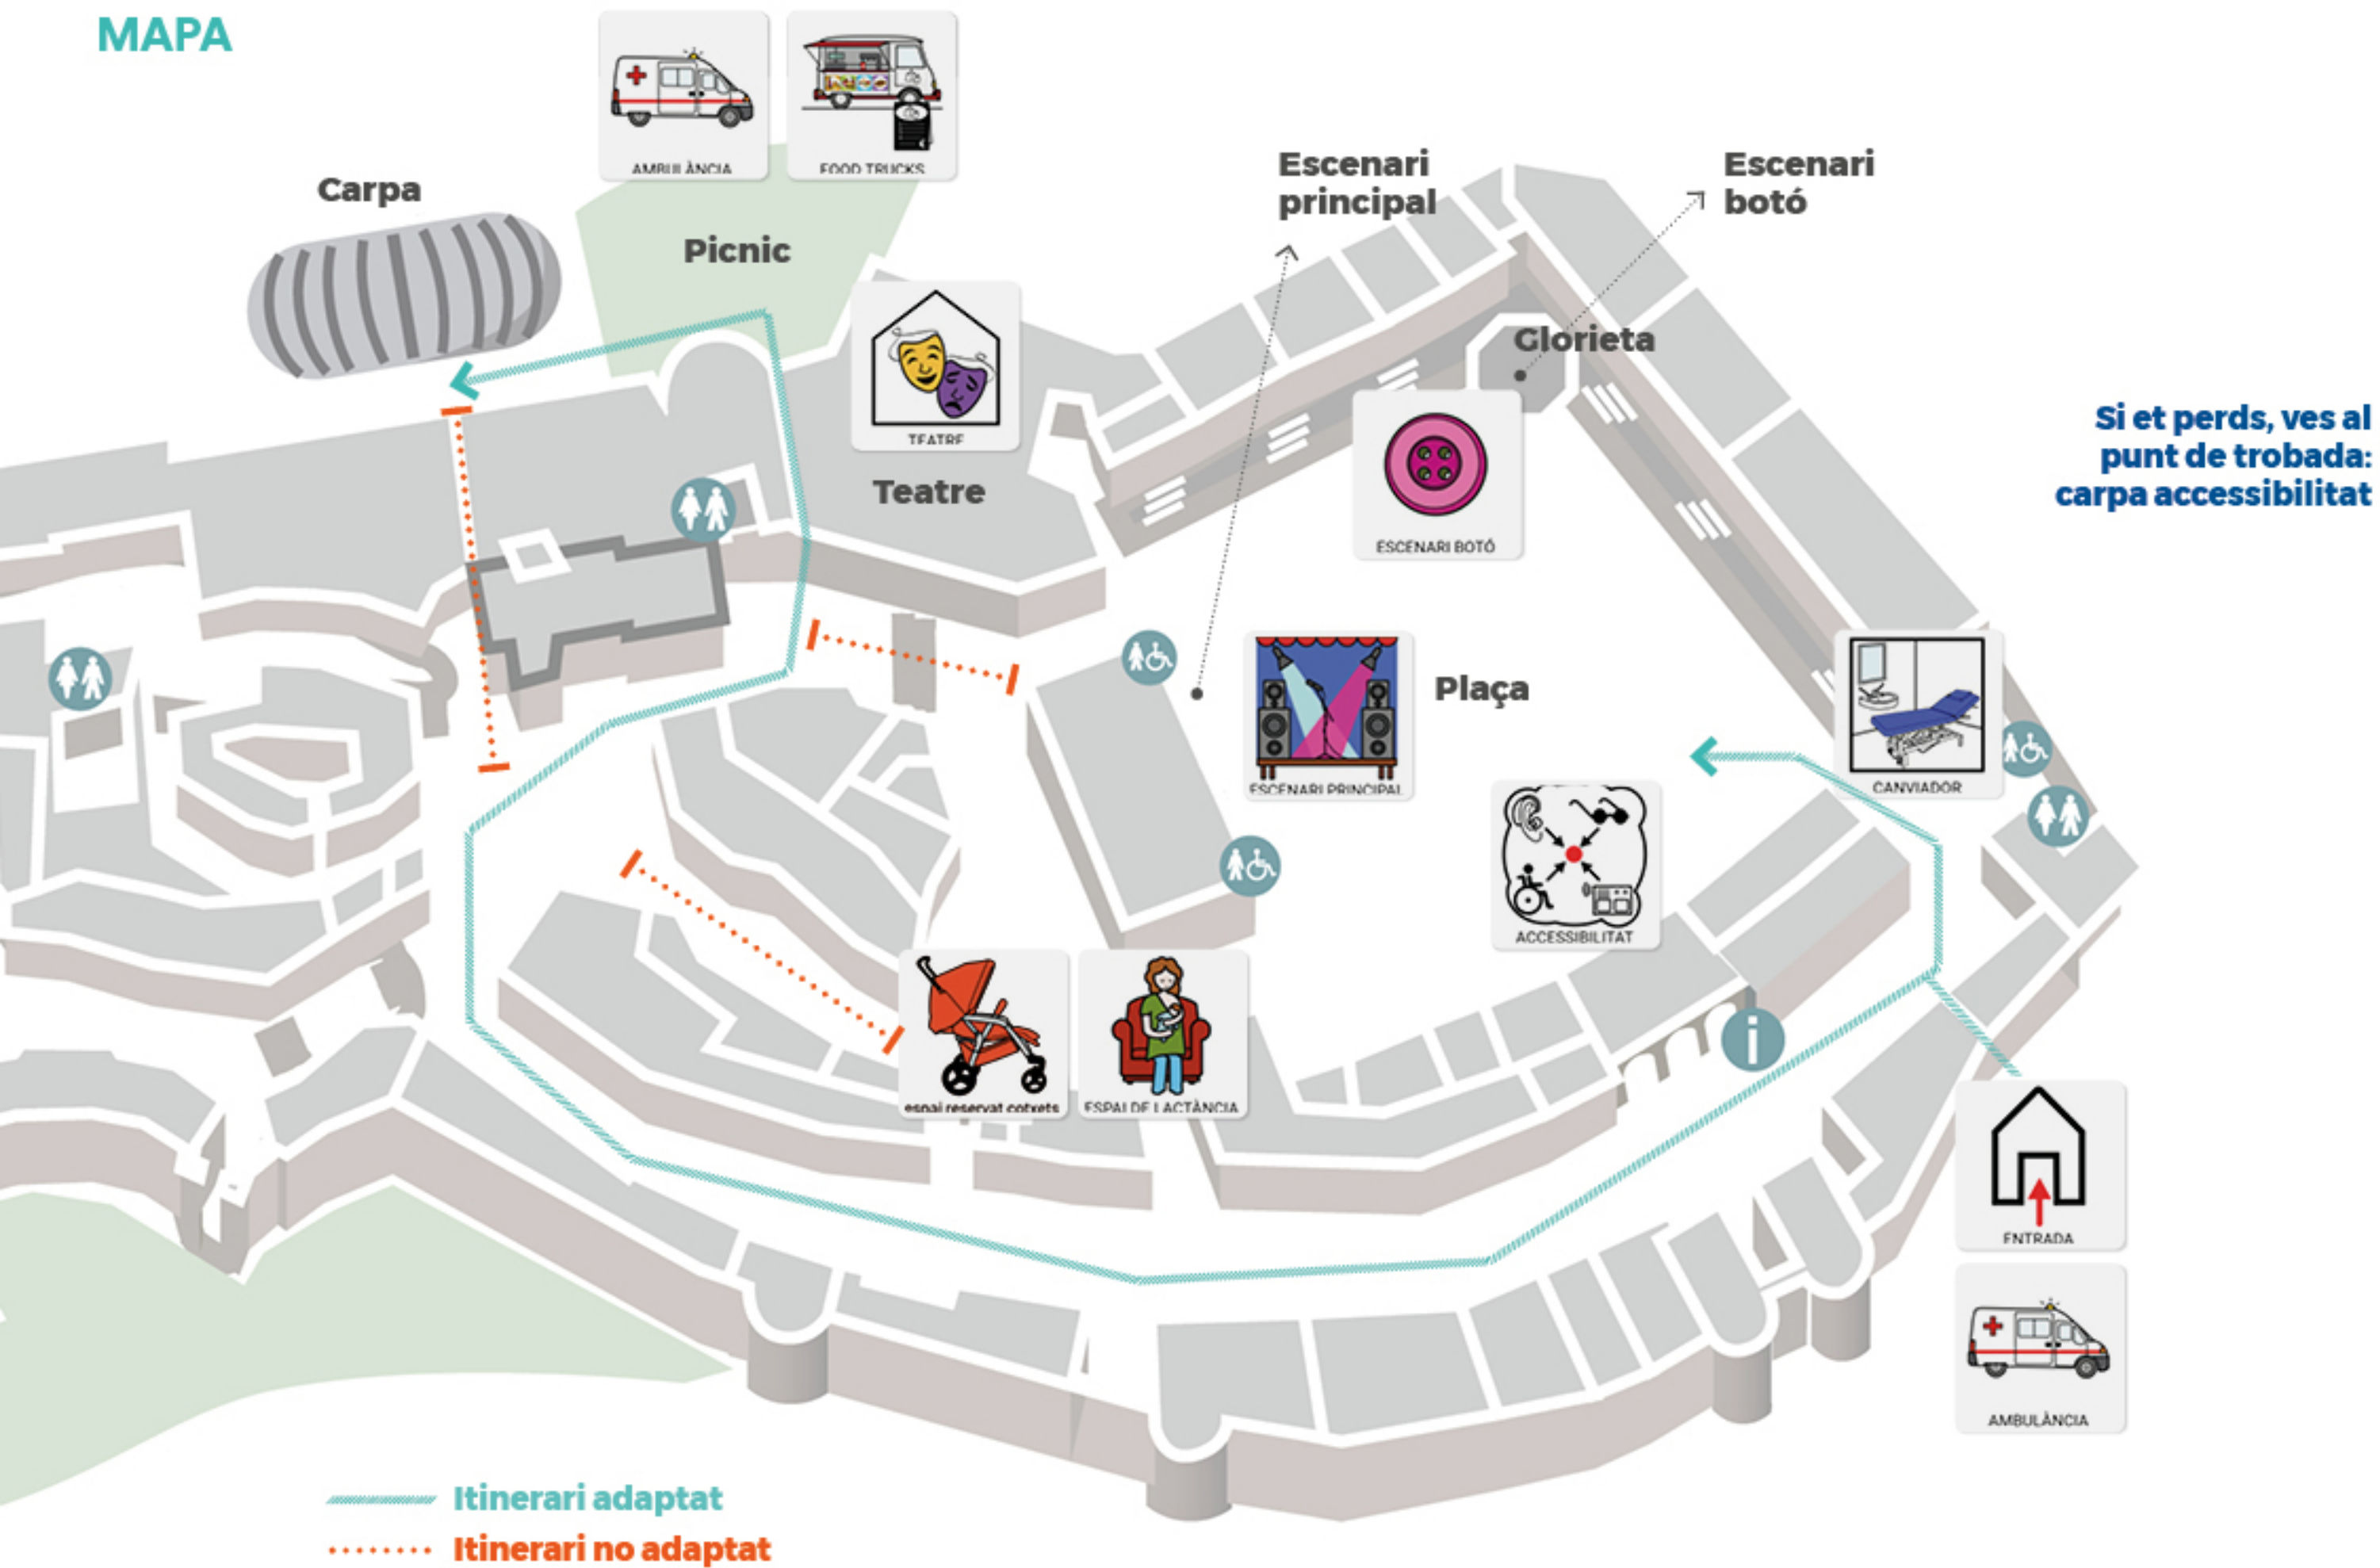 MAPA
AMBULÀNCIA
FOOD TRUCKS
Carpa
Picnic
Escenari
principal
Escenari
botó
Glorieta
TEATRE
Teatre
ESCENARI BOTÓ
Si et perds, ves al
punt de trobada:
carpa accessibilitat
ESCENARI PRINCIPAL
Plaça
CANVIADOR
ACCESSIBILITAT
espai reservat cotxets
ESPAI DE LACTÀNCIA
i
ENTRADA
AMBULÀNCIA
Itinerari adaptat
Itinerari no adaptat